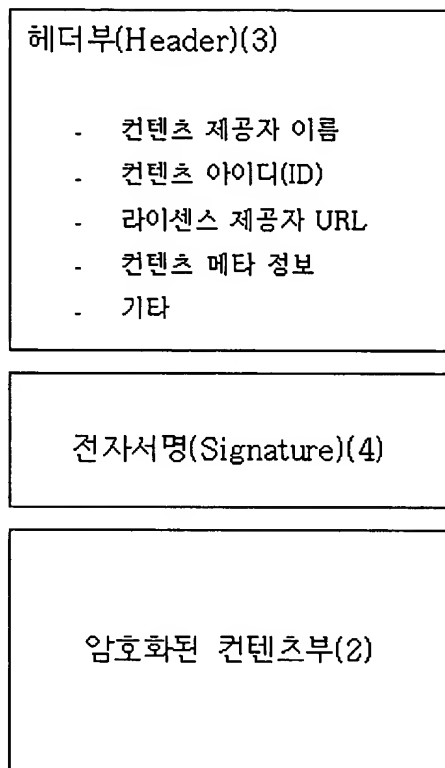 헤더부(Header)(3)
- 컨텐츠 제공자 이름
- 컨텐츠 아이디(ID)
- 라이센스 제공자 URL
- 컨텐츠 메타 정보
- 기타
전자서명(Signature)(4)
암호화된 컨텐츠부(2)